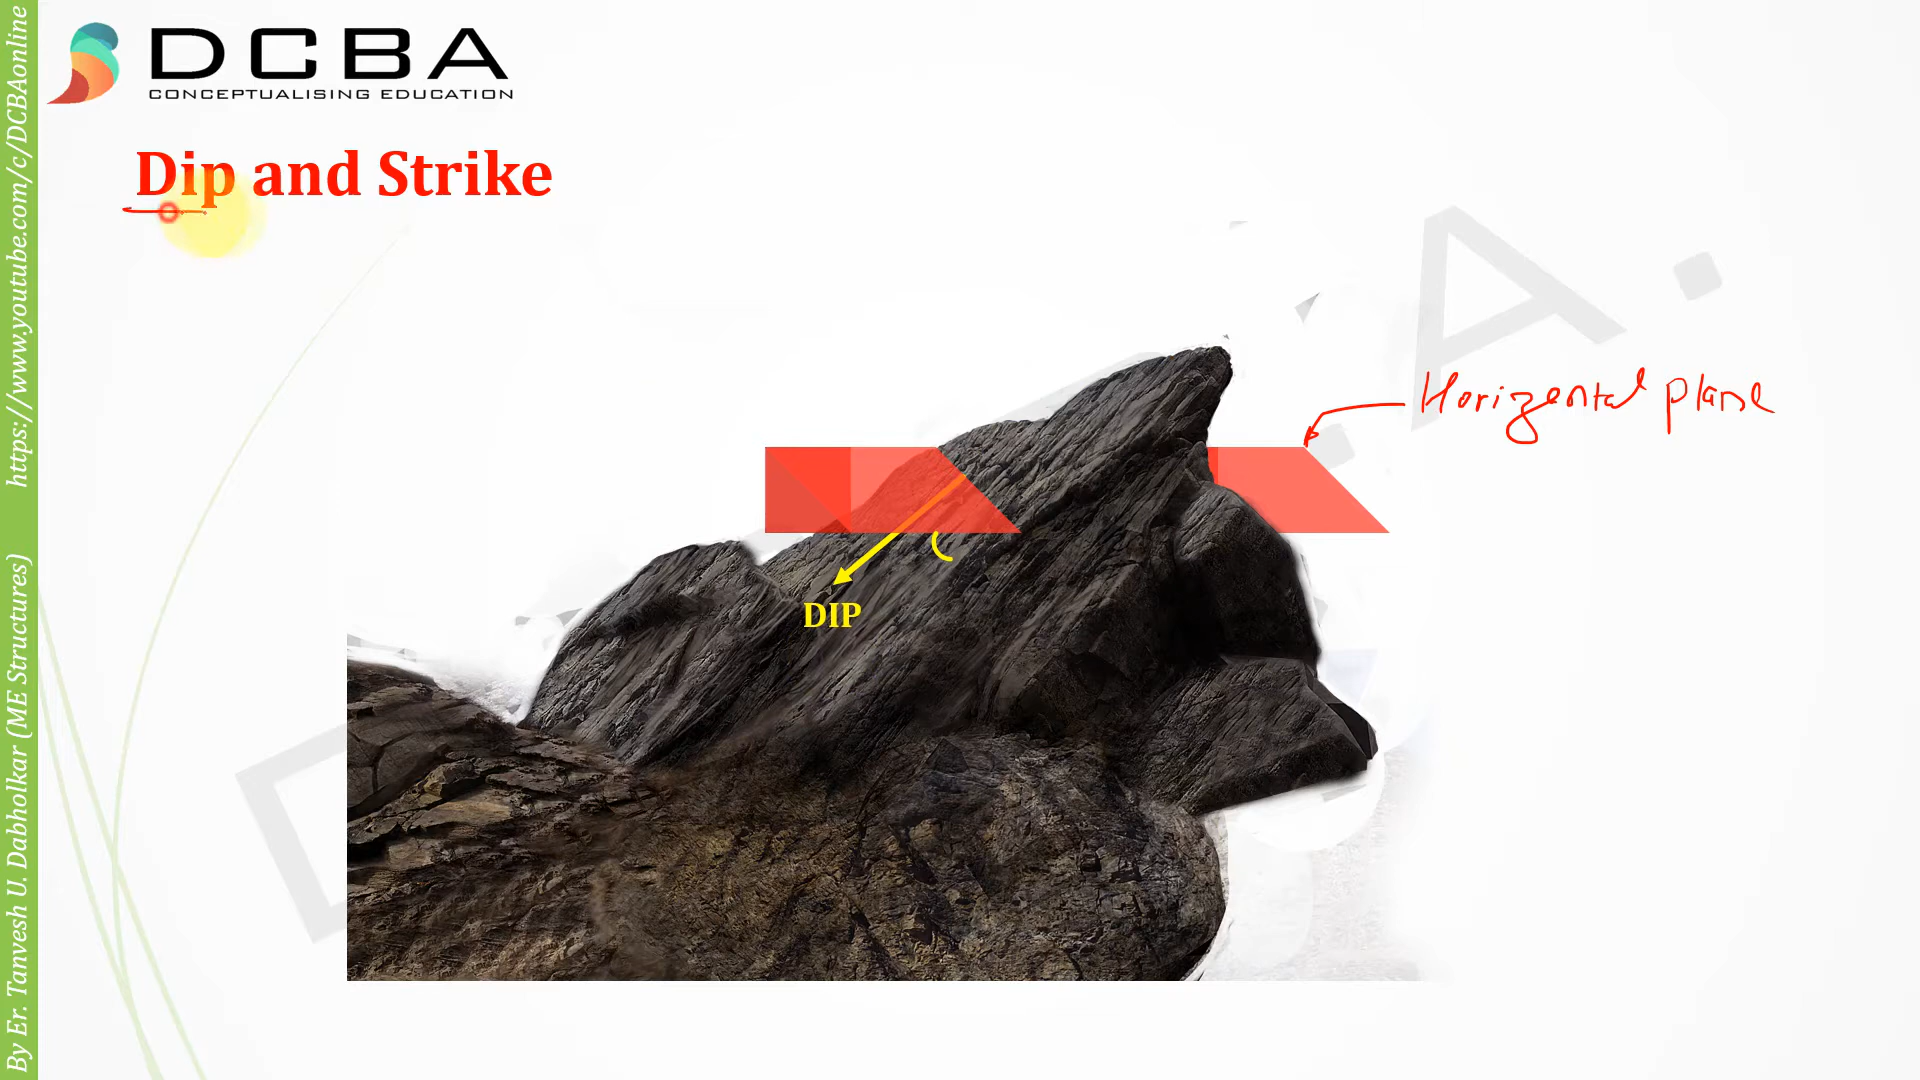 DCBA
CONCEPTUALISING EDUCATION
Dip and Strike
Horizental plane
DIP
D
A.
By Er. Tanvesh U. Dabholkar (ME Structures) https://www.youtube.com/c/DCBAonline